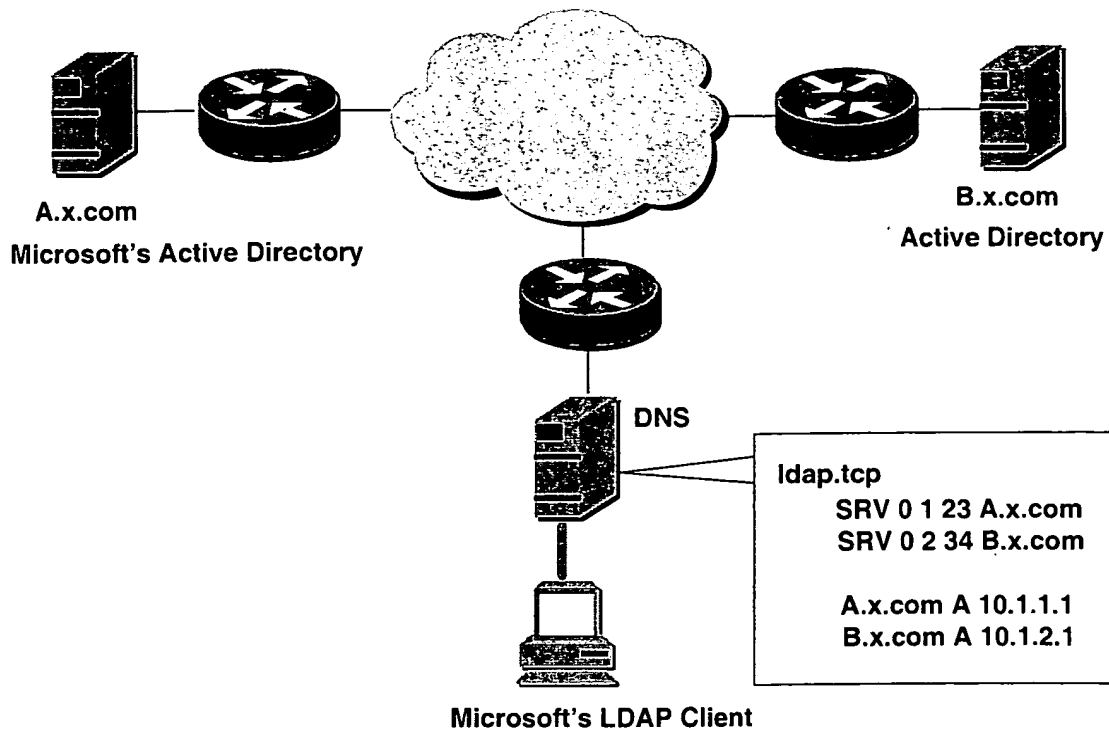 A.x.com
Microsoft's Active Directory
B.x.com
Active Directory
DNS
ldap.tcp
SRV 0 1 23 A.x.com
SRV 0 2 34 B.x.com
A.x.com A 10.1.1.1
B.x.com A 10.1.2.1
Microsoft's LDAP Client